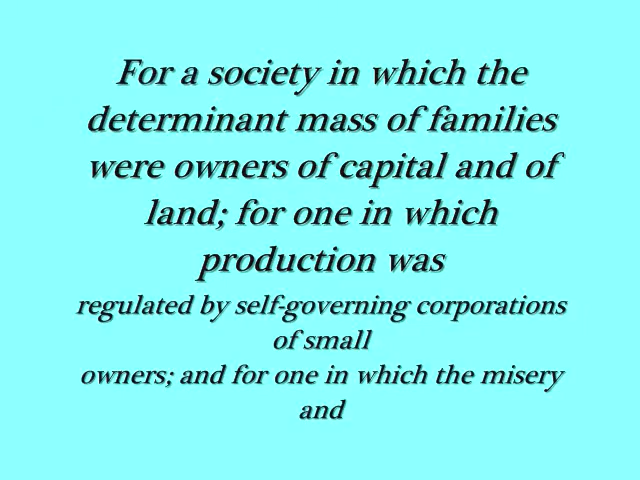 For a society in which the
determinant mass of families
were owners of capital and of
land; for one in which
production was
regulated by self-governing corporations
of small
owners; and for one in which the misery
and